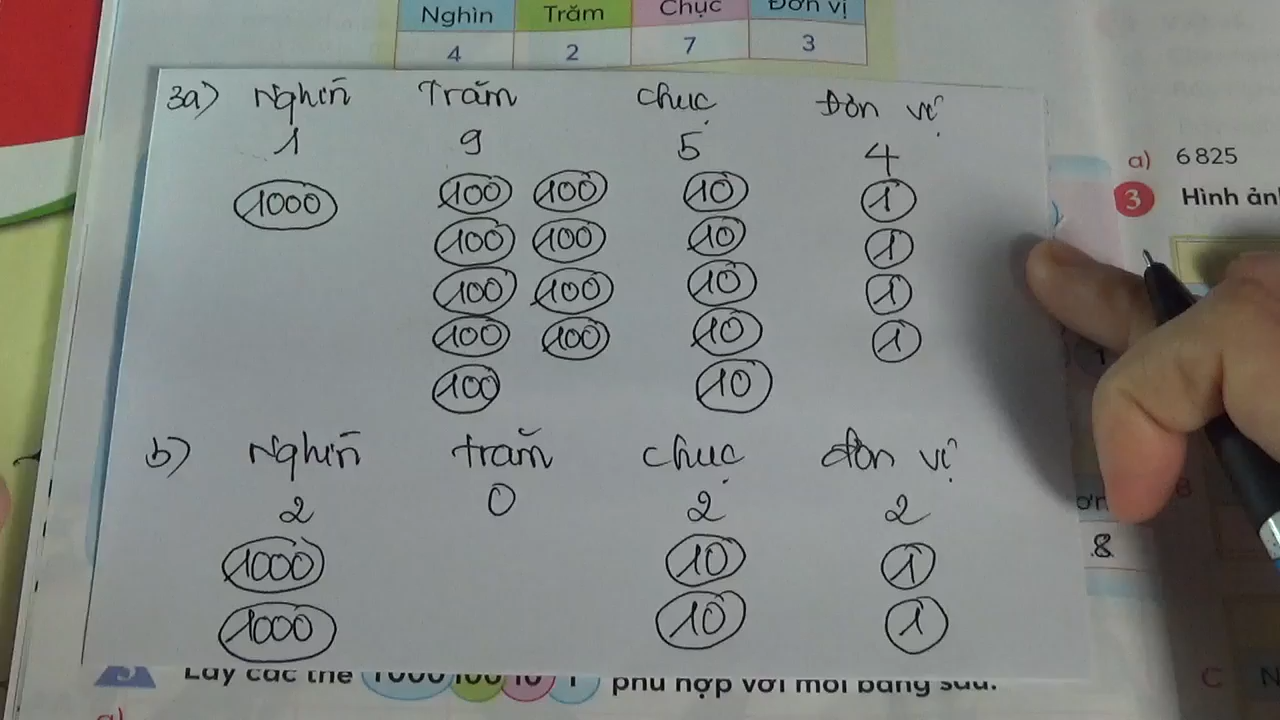 Nghìn Trăm Chục Đơn vị
4 2 7 3
3a) Nghìn Trăm Chục Đơn vị
1 9 5 4
1000 100 100 10 1
100 100 10 1
100 100 10 1
100 100 10 1
100 10
b) Nghìn trăm chục đơn vị
2 0 2 2
1000 10 1
1000 10 1
Lấy các thẻ 1000 100 10 1 phù hợp với mỗi bảng sau.
a)
a) 6 825
3 Hình ản
8
C